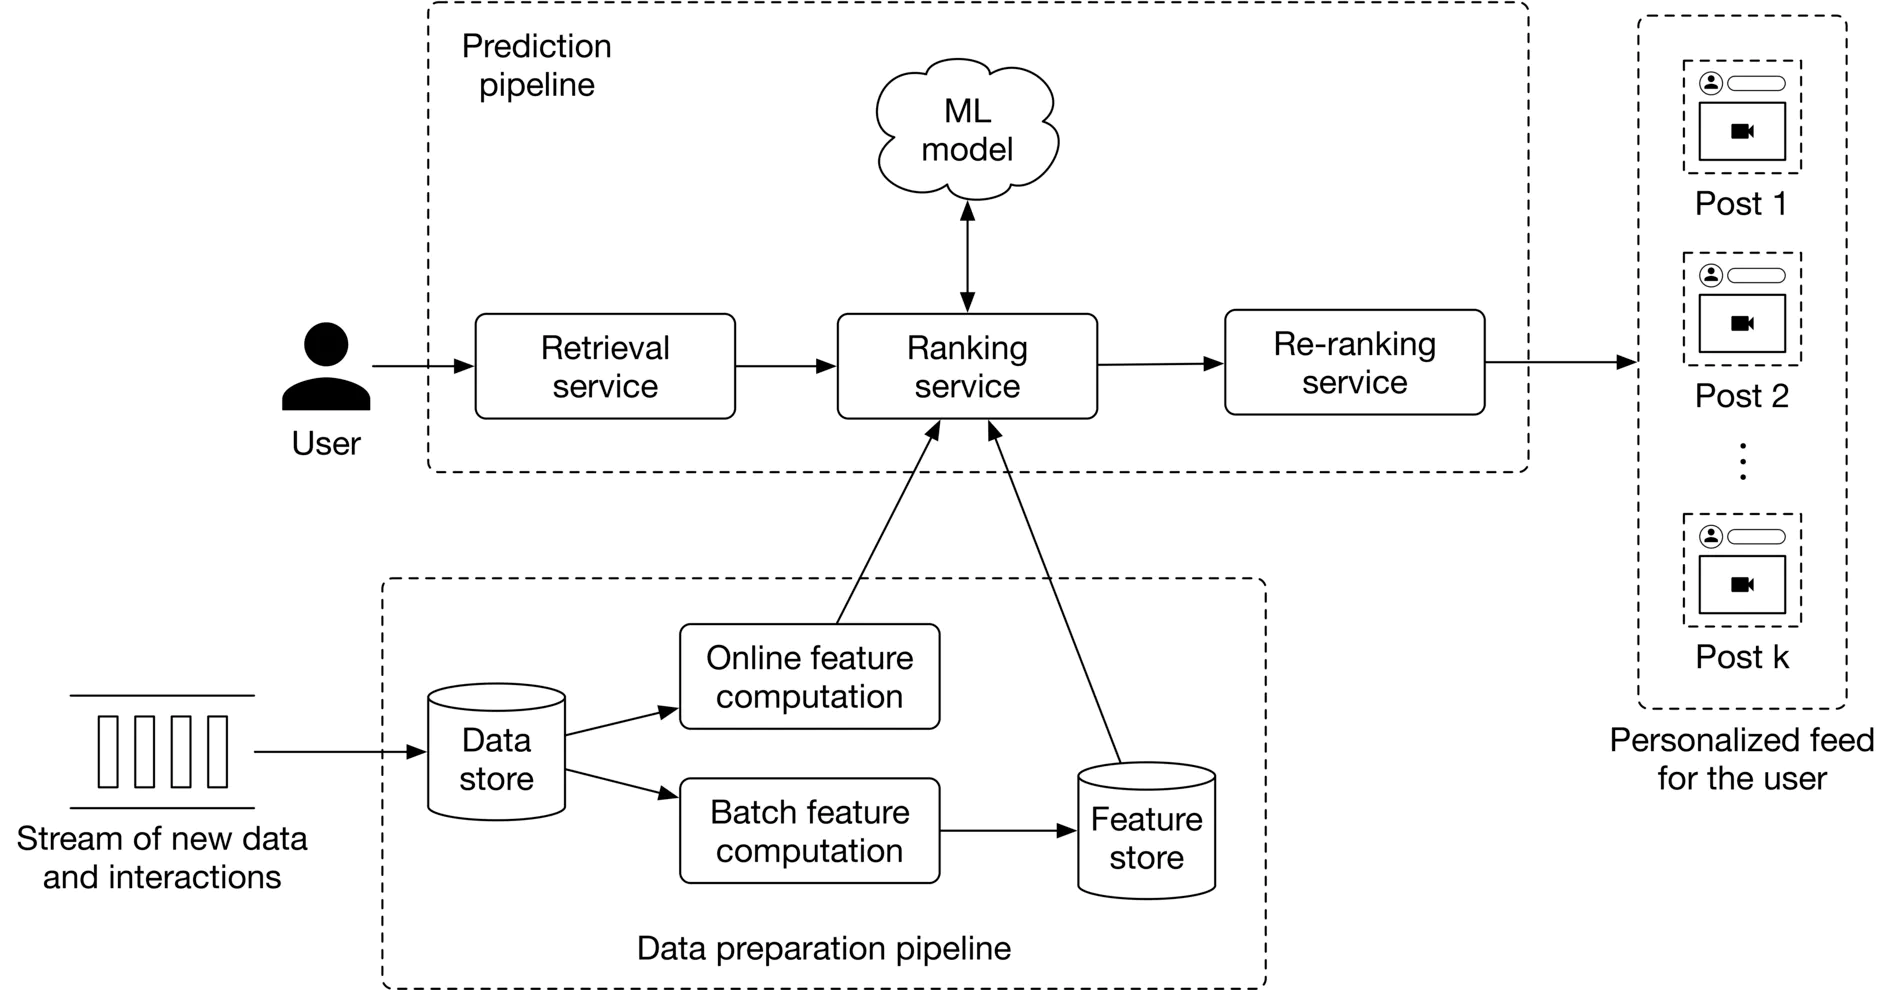 Prediction
pipeline
ML
model
Retrieval
service
Ranking
service
Re-ranking
service
User
Post 1
Post 2
Post k
Personalized feed
for the user
Online feature
computation
Data
store
Batch feature
computation
Feature
store
Stream of new data
and interactions
Data preparation pipeline